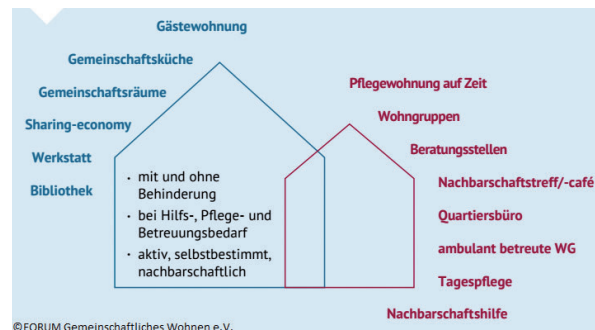 Gästewohnung
Gemeinschaftsküche
Gemeinschaftsräume
Sharing-economy
Werkstatt
Bibliothek
· mit und ohne
Behinderung
· bei Hilfs-, Pflege- und
Betreuungsbedarf
· aktiv, selbstbestimmt,
nachbarschaftlich
Pflegewohnung auf Zeit
Wohngruppen
Beratungsstellen
Nachbarschaftstreff/-café
Quartiersbüro
ambulant betreute WG
Tagespflege
Nachbarschaftshilfe
©FORUM Gemeinschaftliches Wohnen e.V.